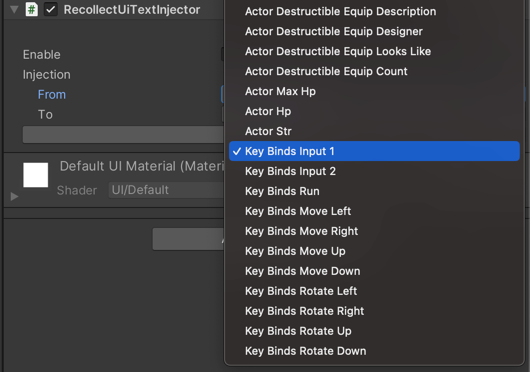 RecollectUiTextInjector
Enable
Injection
From
To
Default UI Material (Materi
Shader
UI/Default
Actor Destructible Equip Description
Actor Destructible Equip Designer
Actor Destructible Equip Looks Like
Actor Destructible Equip Count
Actor Max Hp
Actor Hp
Actor Str
Key Binds Input 1
Key Binds Input 2
Key Binds Run
Key Binds Move Left
Key Binds Move Right
Key Binds Move Up
Key Binds Move Down
Key Binds Rotate Left
Key Binds Rotate Right
Key Binds Rotate Up
Key Binds Rotate Down